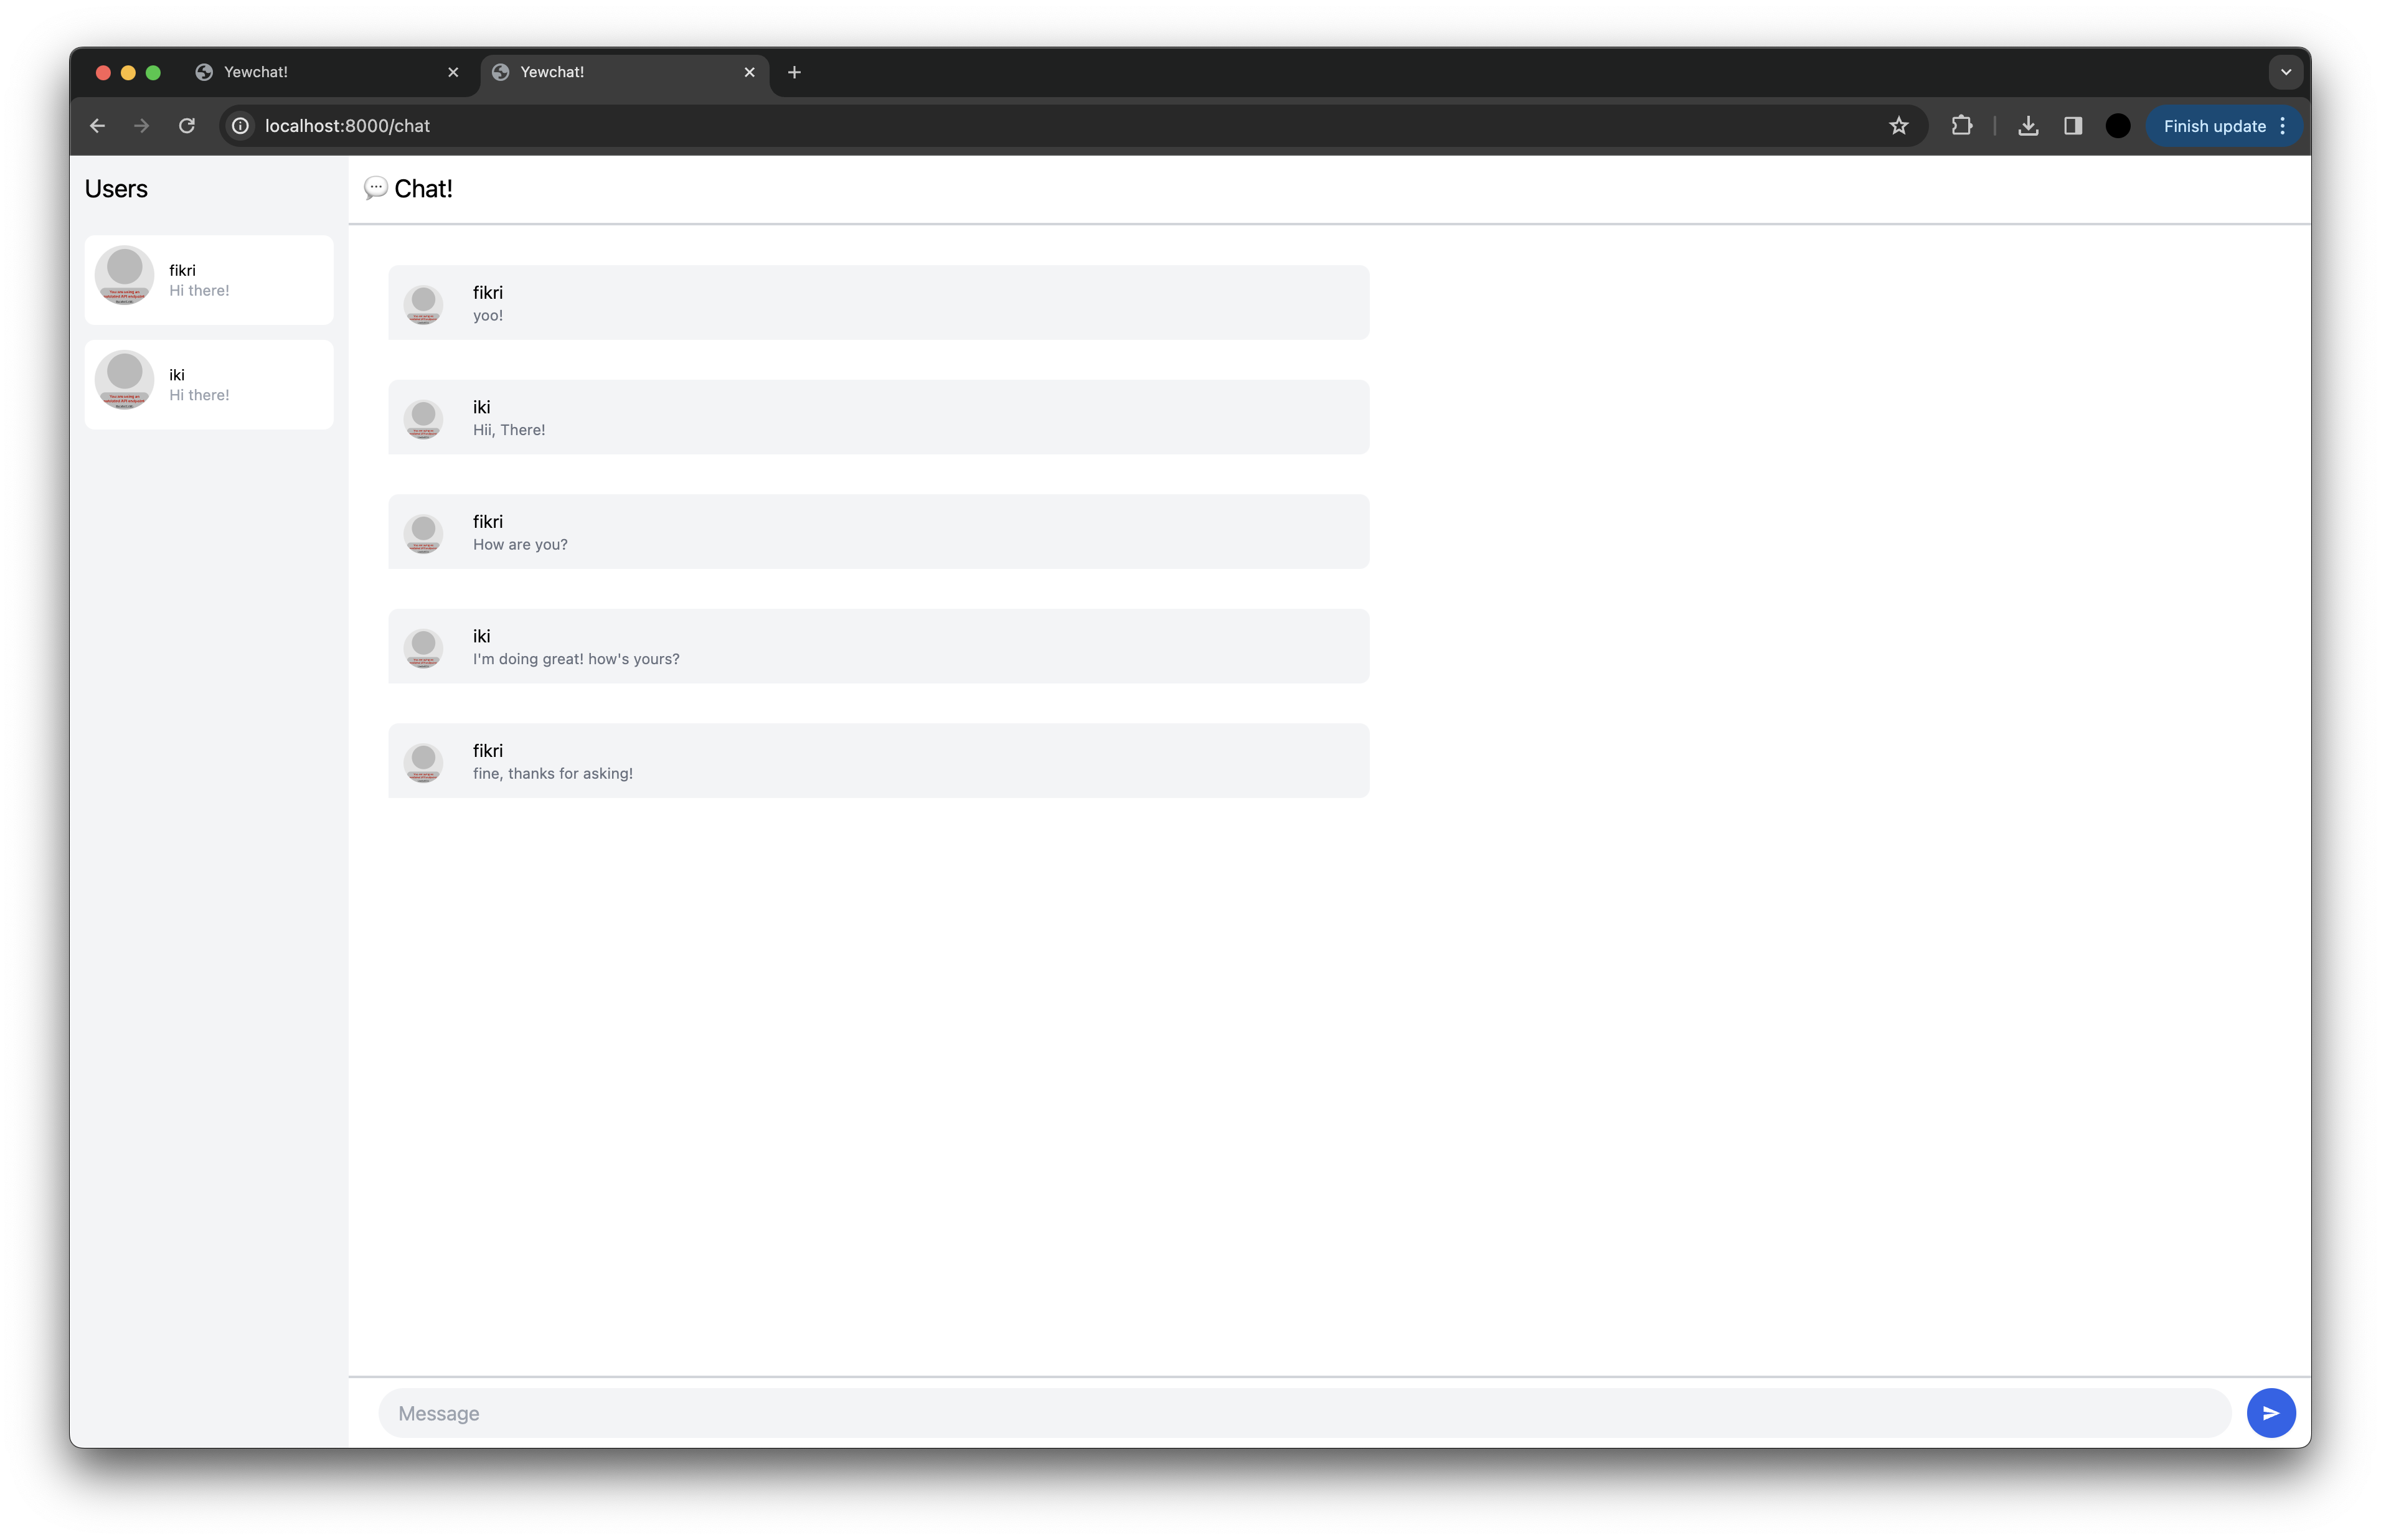 Yewchat!
Yewchat!
localhost:8000/chat
Finish update
Users
fikri
Hi there!
iki
Hi there!
Chat!
fikri
yoo!
iki
Hii, There!
fikri
How are you?
iki
I'm doing great! how's yours?
fikri
fine, thanks for asking!
Message